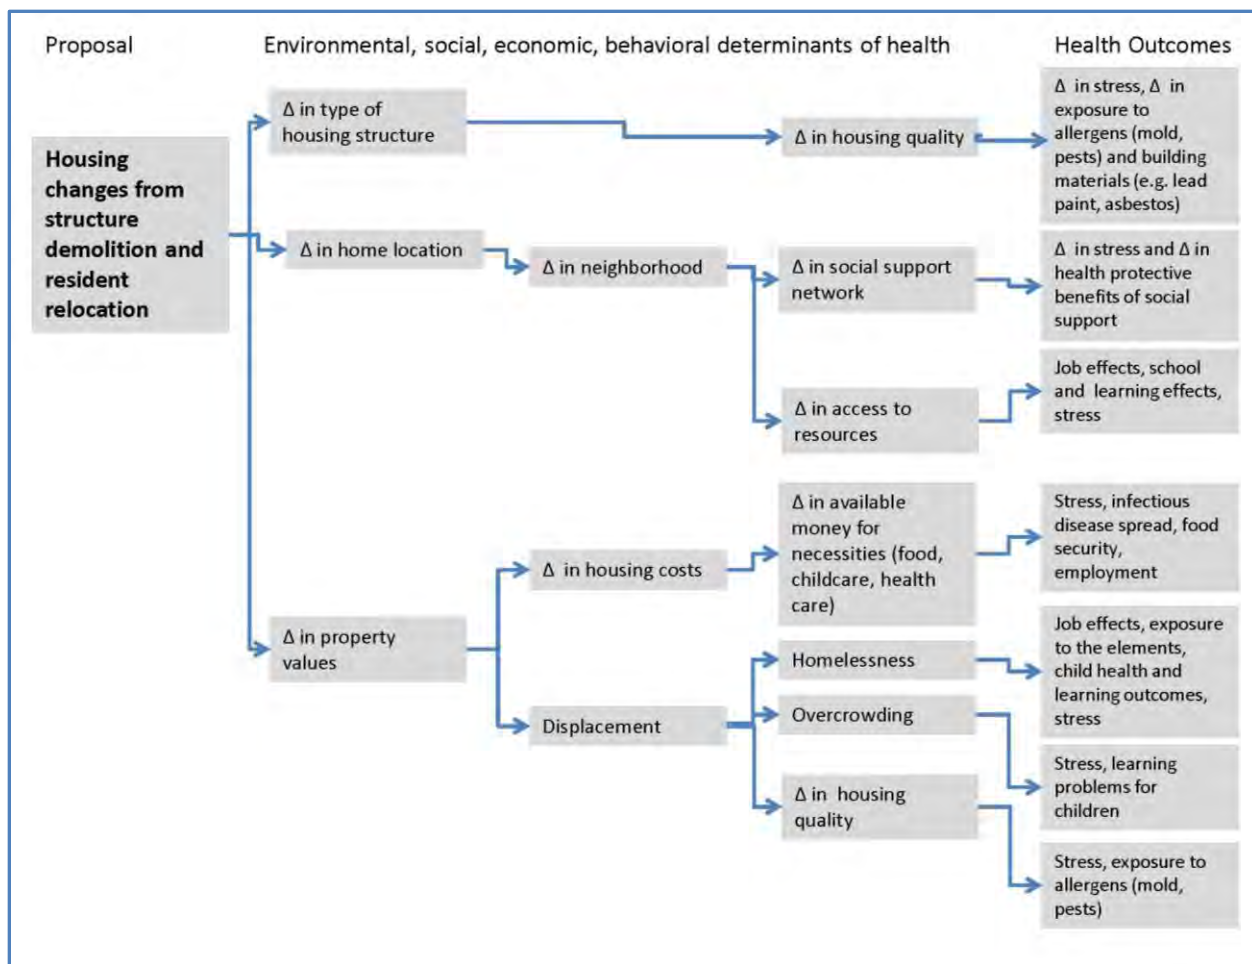 Proposal
Environmental, social, economic, behavioral determinants of health
Health Outcomes
Housing
changes from
structure
demolition and
resident
relocation
Δ in type of
housing structure
Δ in housing quality
Δ in stress, Δ in
exposure to
allergens (mold,
pests) and building
materials (e.g. lead
paint, asbestos)
Δ in home location
Δ in neighborhood
Δ in social support
network
Δ in stress and Δ in
health protective
benefits of social
support
Δ in access to
resources
Job effects, school
and learning effects,
stress
Δ in property
values
Δ in housing costs
Δ in available
money for
necessities (food,
childcare, health
care)
Stress, infectious
disease spread, food
security,
employment
Displacement
Homelessness
Job effects, exposure
to the elements,
child health and
learning outcomes,
stress
Overcrowding
Stress, learning
problems for
children
Δ in housing
quality
Stress, exposure to
allergens (mold,
pests)